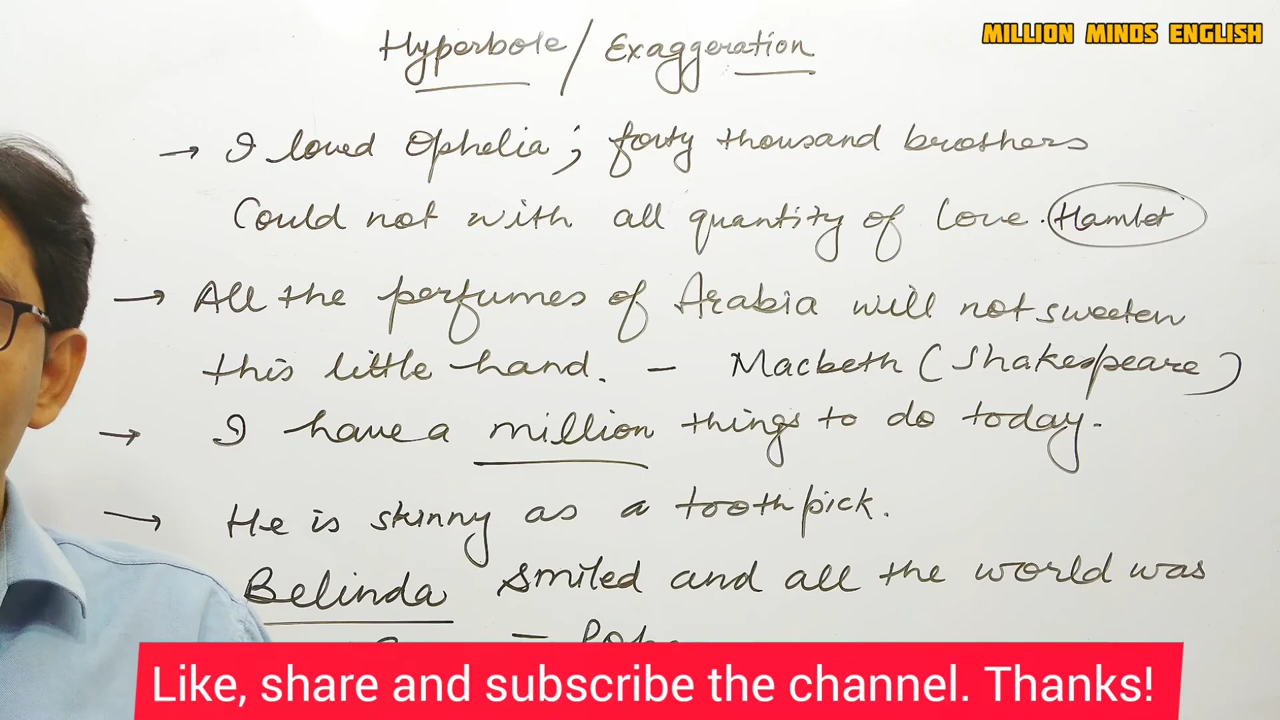 MILLION MINDS ENGLISH
Hyperbole / Exaggeration
→ I loved Ophelia; forty thousand brothers
Could not with all quantity of love. Hamlet
→ All the perfumes of Arabia will not sweeten
this little hand. – Macbeth (Shakespeare)
→ I have a million things to do today.
→ He is skinny as a toothpick.
Belinda smiled and all the world was
–
Like, share and subscribe the channel. Thanks!